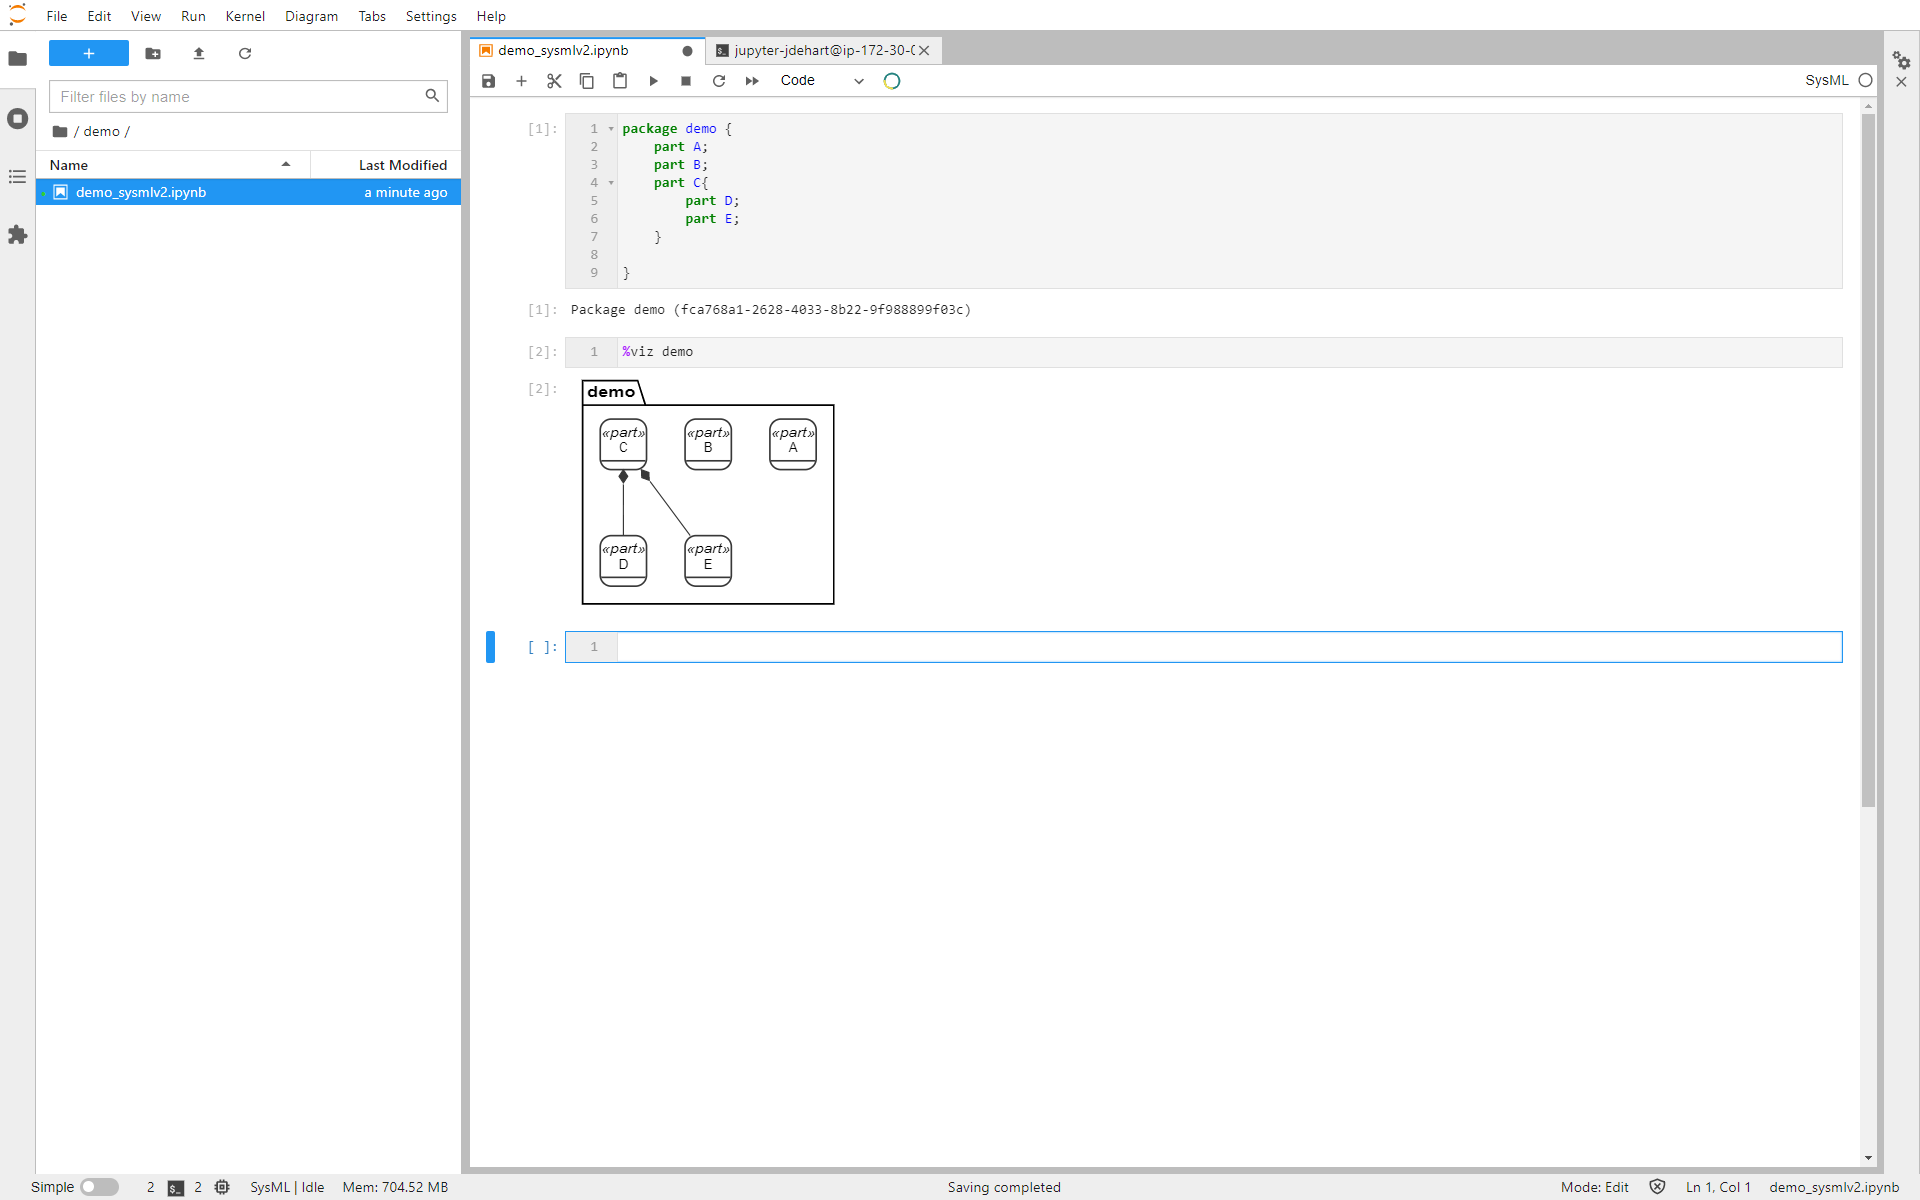 File Edit View Run Kernel Diagram Tabs Settings Help
Filter files by name
/ demo /
Name Last Modified
demo_sysmlv2.ipynb a minute ago
demo_sysmlv2.ipynb
jupyter-jdehart@ip-172-30-0
Code
SysML
[1]:
1 package demo {
2 part A;
3 part B;
4 part C{
5 part D;
6 part E;
7 }
8
9 }
[1]: Package demo (fca768a1-2628-4033-8b22-9f988899f03c)
[2]: 1 %viz demo
[2]:
demo
«part» «part» «part»
C B A
«part» «part»
D E
[ ]: 1
Simple 2 $_ 2 SysML | Idle Mem: 704.52 MB Saving completed Mode: Edit Ln 1, Col 1 demo_sysmlv2.ipynb